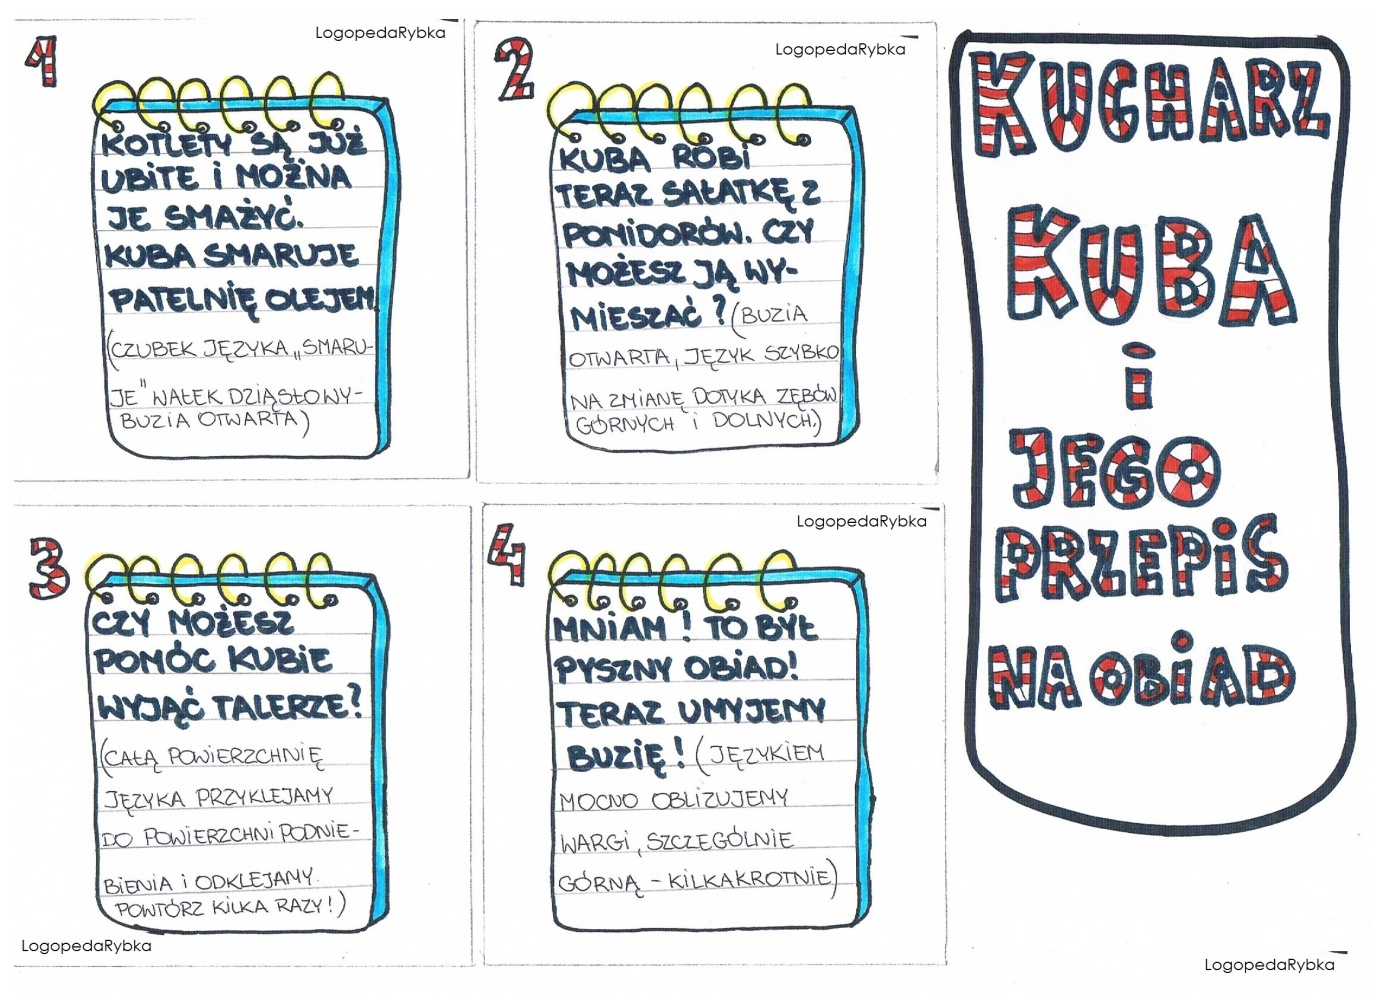 1
LogopedaRybka
KOTLETY SĄ JUŻ
UBITE I MOŻNA
JE SMAŻYĆ.
KUBA SMARUJE
PATELNIĘ OLEJEM
(CZUBEK JĘZYKA „SMARU-
JE" WAŁEK DZIĄSŁOWY-
BUZIA OTWARTA)
2
LogopedaRybka
KUBA ROBI
TERAZ SAŁATKĘ Z
POMIDORÓW. CZY
MOŻESZ JĄ WY-
MIESZAĆ? (BUZIA
OTWARTA, JĘZYK SZYBKO
NA ZMIANĘ DOTYKA ZĘBÓW
GÓRNYCH I DOLNYCH.)
3
CZY MOŻESZ
POMÓC KUBIE
WYJĄĆ TALERZE?
(CAŁĄ POWIERZCHNIĘ
JĘZYKA PRZYKLEJAMY
DO POWIERZCHNI PODNIE-
BIENIA I ODKLEJAMY.
POWTÓRZ KILKA RAZY!)
LogopedaRybka
4
LogopedaRybka
MNIAM! TO BYŁ
PYSZNY OBIAD!
TERAZ UMYJEMY
BUZIĘ! (JĘZYKIEM
MOCNO OBLIZUJEMY
WARGI, SZCZEGÓLNIE
GÓRNĄ - KILKAKROTNIE)
KUCHARZ
KUBA
i
JEGO
PRZEPiS
NA OBiAD
LogopedaRybka